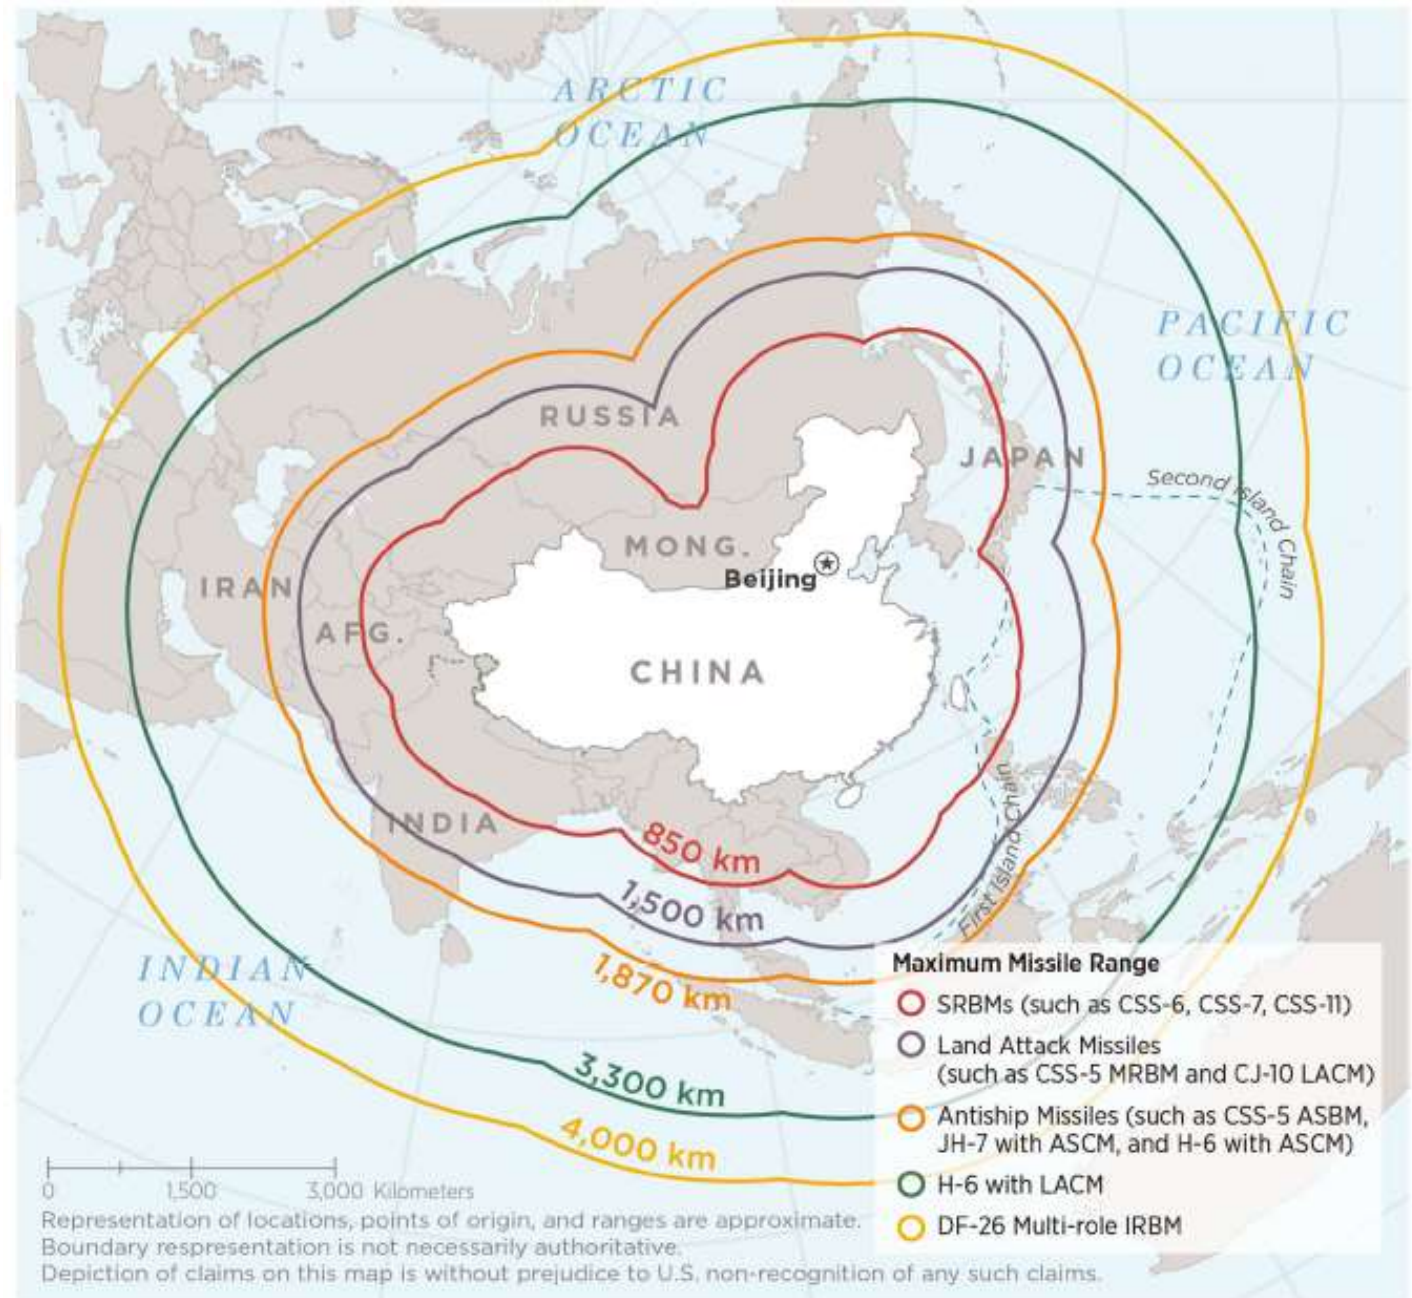 ARCTIC
OCEAN
PACIFIC
OCEAN
RUSSIA
JAPAN
Second Island Chain
MONG.
Beijing
IRAN
AFG.
CHINA
INDIA
850 km
First Island Chain
1,500 km
1,870 km
INDIAN
OCEAN
3,300 km
4,000 km
Maximum Missile Range
SRBMs (such as CSS-6, CSS-7, CSS-11)
Land Attack Missiles
(such as CSS-5 MRBM and CJ-10 LACM)
Antiship Missiles (such as CSS-5 ASBM,
JH-7 with ASCM, and H-6 with ASCM)
H-6 with LACM
DF-26 Multi-role IRBM
0 1,500 3,000 Kilometers
Representation of locations, points of origin, and ranges are approximate.
Boundary respresentation is not necessarily authoritative.
Depiction of claims on this map is without prejudice to U.S. non-recognition of any such claims.